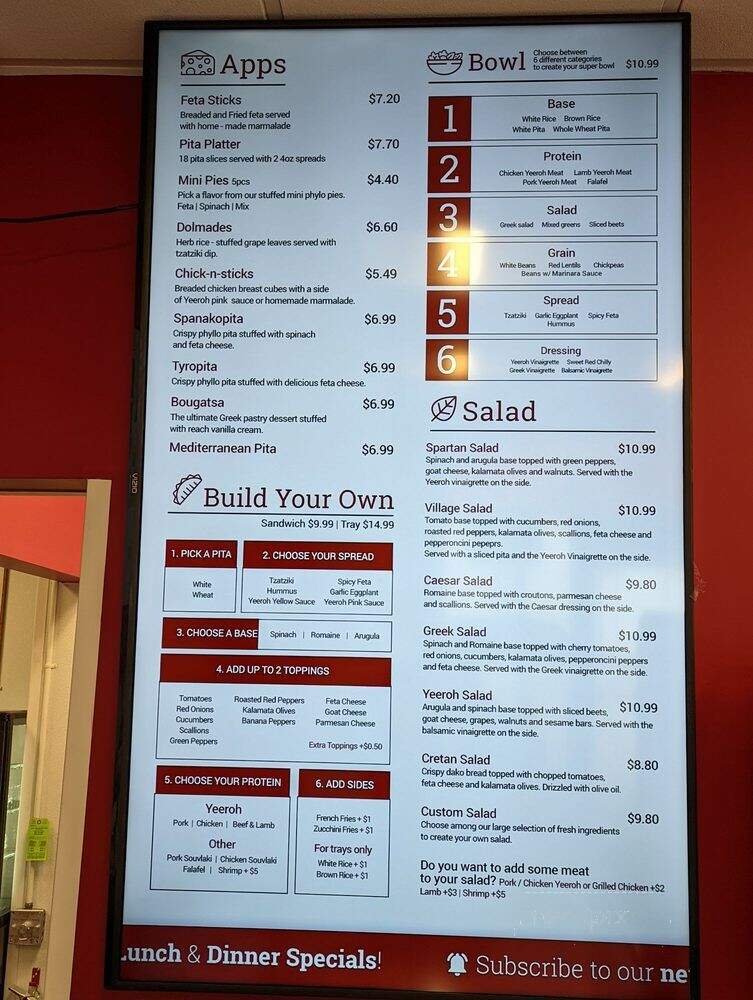 Apps
Feta Sticks $7.20
Breaded and Fried feta served
with home - made marmalade
Pita Platter $7.70
18 pita slices served with 2 4oz spreads
Mini Pies 5pcs $4.40
Pick a flavor from our stuffed mini phylo pies.
Feta | Spinach | Mix
Dolmades $6.60
Herb rice - stuffed grape leaves served with
tzatziki dip.
Chick-n-sticks $5.49
Breaded chicken breast cubes with a side
of Yeeroh pink sauce or homemade marmalade.
Spanakopita $6.99
Crispy phyllo pita stuffed with spinach
and feta cheese.
Tyropita $6.99
Crispy phyllo pita stuffed with delicious feta cheese.
Bougatsa $6.99
The ultimate Greek pastry dessert stuffed
with reach vanilla cream.
Mediterranean Pita $6.99
Build Your Own
Sandwich $9.99 | Tray $14.99
1. PICK A PITA
White
Wheat
2. CHOOSE YOUR SPREAD
Tzatziki Spicy Feta
Hummus Garlic Eggplant
Yeeroh Yellow Sauce Yeeroh Pink Sauce
3. CHOOSE A BASE Spinach | Romaine | Arugula
4. ADD UP TO 2 TOPPINGS
Tomatoes Roasted Red Peppers Feta Cheese
Red Onions Kalamata Olives Goat Cheese
Cucumbers Banana Peppers Parmesan Cheese
Scallions
Green Peppers Extra Toppings +$0.50
5. CHOOSE YOUR PROTEIN
Yeeroh
Pork | Chicken | Beef & Lamb
Other
Pork Souvlaki | Chicken Souvlaki
Falafel | Shrimp + $5
6. ADD SIDES
French Fries + $1
Zucchini Fries + $1
For trays only
White Rice + $1
Brown Rice + $1
Bowl Choose between
6 different categories
to create your super bowl $10.99
1 Base
White Rice Brown Rice
White Pita Whole Wheat Pita
2 Protein
Chicken Yeeroh Meat Lamb Yeeroh Meat
Pork Yeeroh Meat Falafel
3 Salad
Greek salad Mixed greens Sliced beets
4 Grain
White Beans Red Lentils Chickpeas
Beans w/ Marinara Sauce
5 Spread
Tzatziki Garlic Eggplant Spicy Feta
Hummus
6 Dressing
Yeeroh Vinaigrette Sweet Red Chilly
Greek Vinaigrette Balsamic Vinaigrette
Salad
Spartan Salad $10.99
Spinach and arugula base topped with green peppers,
goat cheese, kalamata olives and walnuts. Served with the
Yeeroh vinaigrette on the side.
Village Salad $10.99
Tomato base topped with cucumbers, red onions,
roasted red peppers, kalamata olives, scallions, feta cheese and
pepperoncini pepeprs.
Served with a sliced pita and the Yeeroh Vinaigrette on the side.
Caesar Salad $9.80
Romaine base topped with croutons, parmesan cheese
and scallions. Served with the Caesar dressing on the side.
Greek Salad $10.99
Spinach and Romaine base topped with cherry tomatoes,
red onions, cucumbers, kalamata olives, pepperoncini peppers
and feta cheese. Served with the Greek vinaigrette on the side.
Yeeroh Salad
Arugula and spinach base topped with sliced beets, $10.99
goat cheese, grapes, walnuts and sesame bars. Served with the
balsamic vinaigrette on the side.
Cretan Salad $8.80
Crispy dako bread topped with chopped tomatoes,
feta cheese and kalamata olives. Drizzled with olive oil.
Custom Salad $9.80
Choose among our large selection of fresh ingredients
to create your own salad.
Do you want to add some meat
to your salad? Pork / Chicken Yeeroh or Grilled Chicken +$2
Lamb +$3 | Shrimp +$5
Lunch & Dinner Specials! Subscribe to our ne
VIZIO